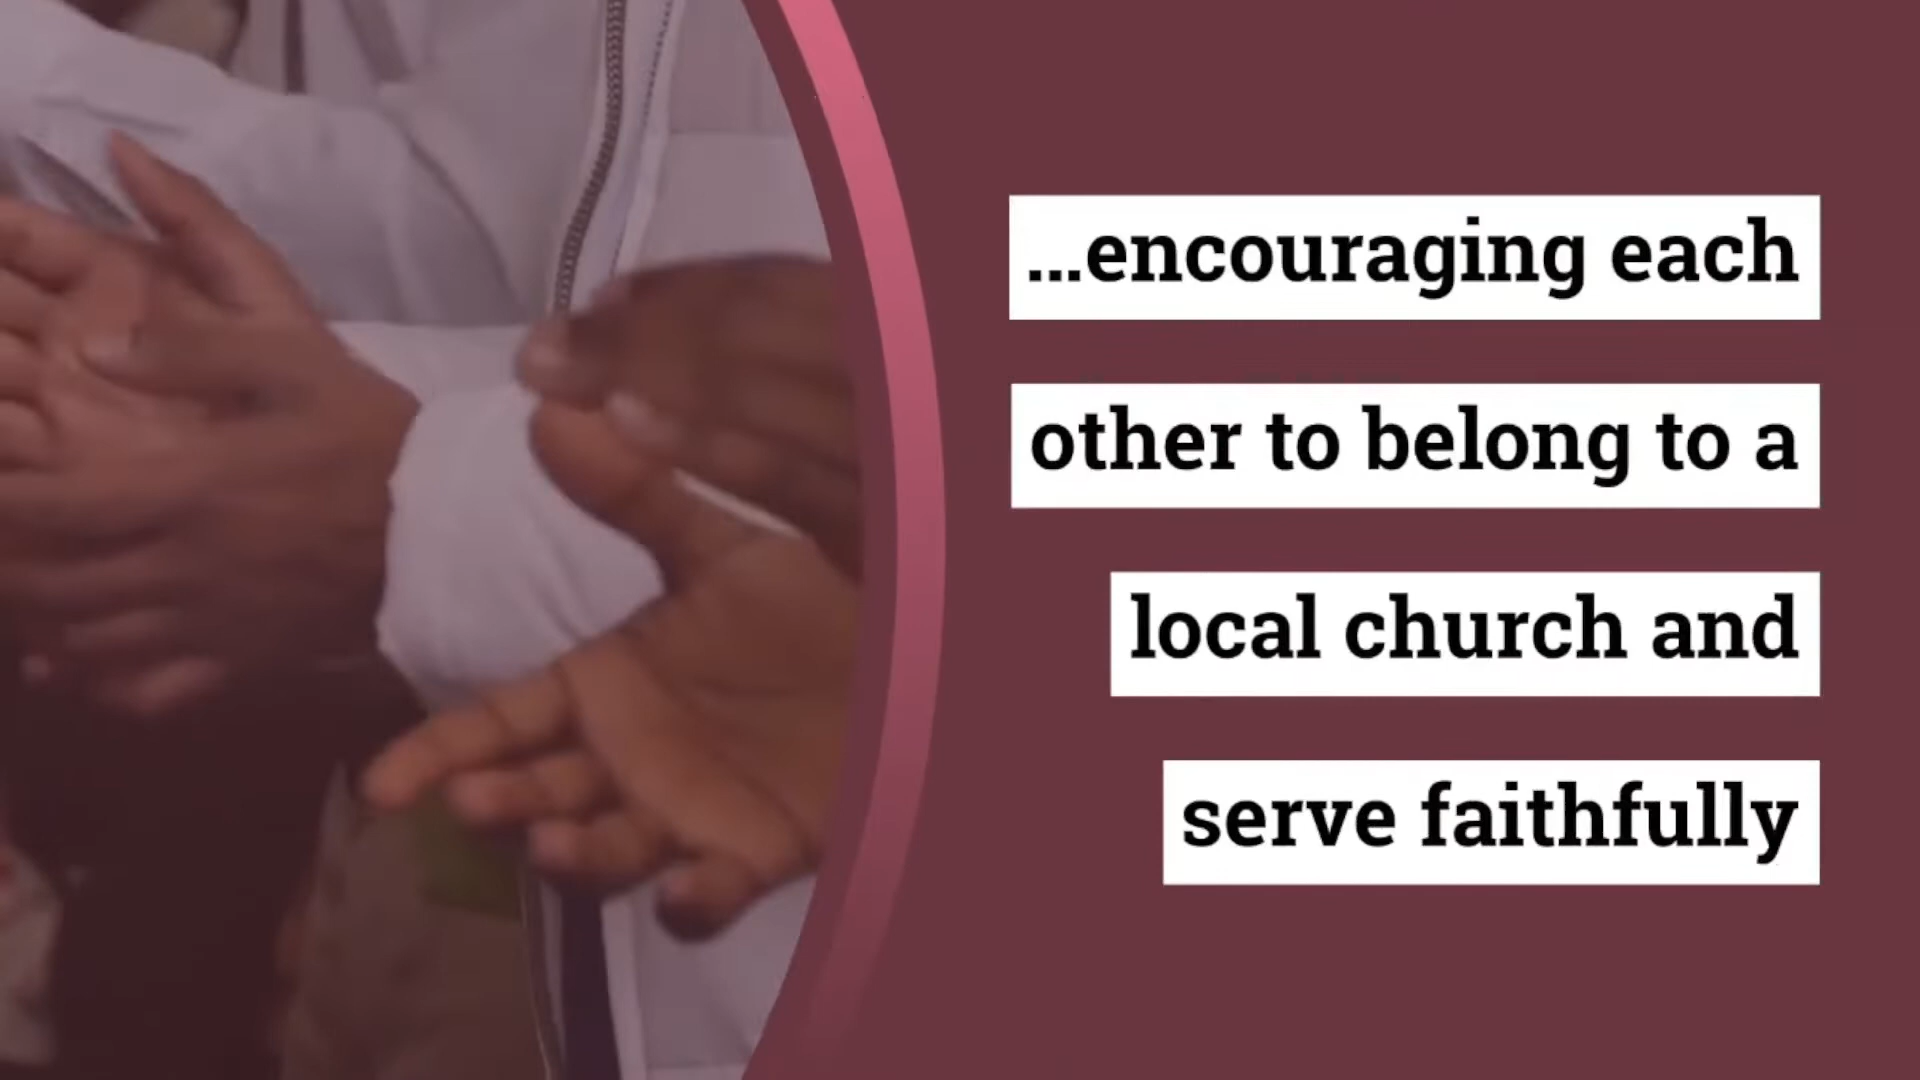 ...encouraging each
other to belong to a
local church and
serve faithfully